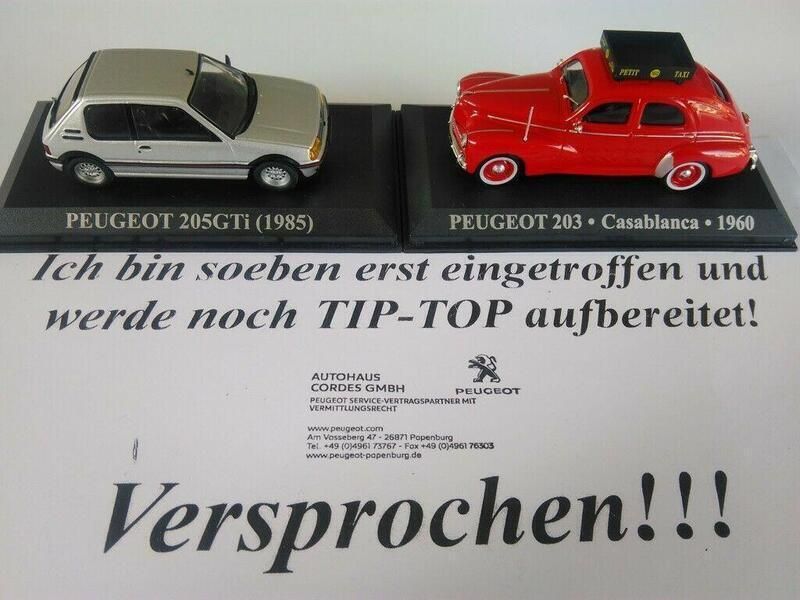 PETIT TAXI
PEUGEOT 205GTi (1985)
PEUGEOT 203 • Casablanca • 1960
Ich bin soeben erst eingetroffen und
werde noch TIP-TOP aufbereitet!
AUTOHAUS
CORDES GMBH
PEUGEOT
PEUGEOT SERVICE-VERTRAGSPARTNER MIT
VERMITTLUNGSRECHT
www.peugeot.com
Am Vosseberg 47 - 26871 Papenburg
Tel. +49 (0)4961 73767 - Fax +49 (0)4961 76303
www.peugeot-papenburg.de
Versprochen!!!